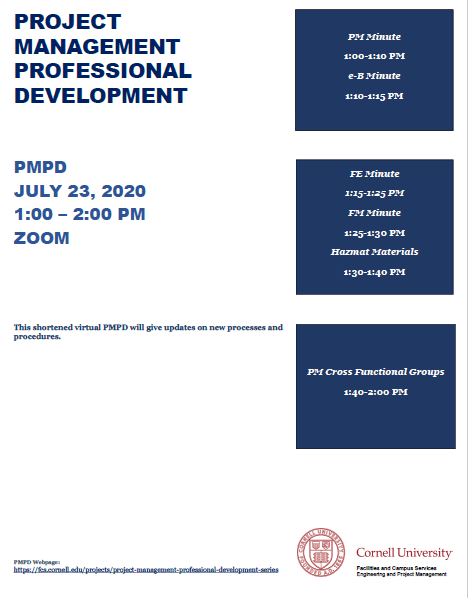 PROJECT
MANAGEMENT
PROFESSIONAL
DEVELOPMENT
PMPD
JULY 23, 2020
1:00 – 2:00 PM
ZOOM
This shortened virtual PMPD will give updates on new processes and
procedures.
PM Minute
1:00-1:10 PM
e-B Minute
1:10-1:15 PM
FE Minute
1:15-1:25 PM
FM Minute
1:25-1:30 PM
Hazmat Materials
1:30-1:40 PM
PM Cross Functional Groups
1:40-2:00 PM
PMPD Webpage:
https://fcs.cornell.edu/projects/project-management-professional-development-series
CORNELL UNIVERSITY
FOUNDED A.D. 1865
Cornell University
Facilities and Campus Services
Engineering and Project Management